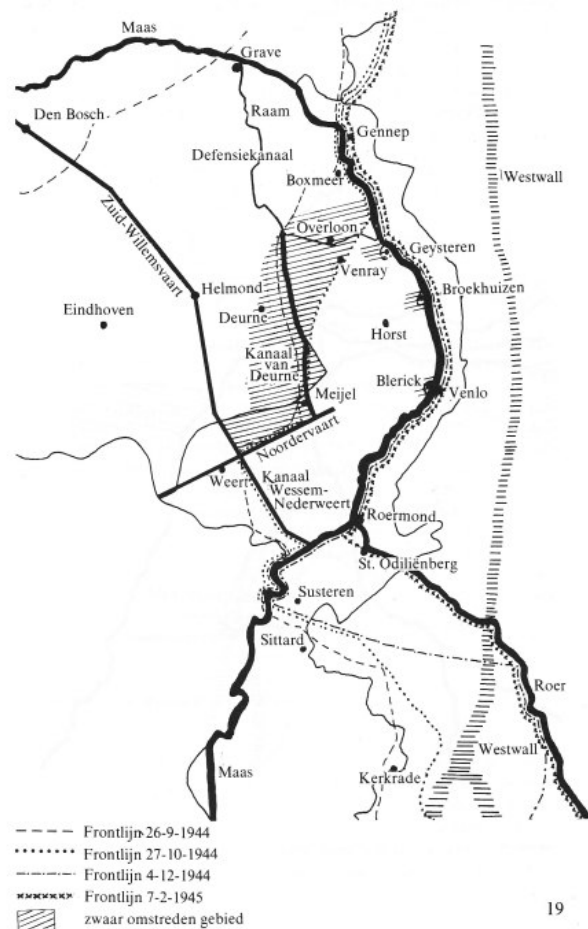 Maas
Grave
Raam
Den Bosch
Gennep
Defensiekanaal
Boxmeer
Westwall
Zuid-Willemsvaart
Overloon
Geysteren
Venray
Helmond
Broekhuizen
Eindhoven
Deurne
Horst
Kanaal
van
Deurne
Blerick
Meijel
Venlo
Noordervaart
Weert
Kanaal
Wessem-
Nederweert
Roermond
St. Odiliënberg
Susteren
Sittard
Roer
Westwall
Maas
Kerkrade
Frontlijn 26-9-1944
Frontlijn 27-10-1944
Frontlijn 4-12-1944
Frontlijn 7-2-1945
zwaar omstreden gebied
19